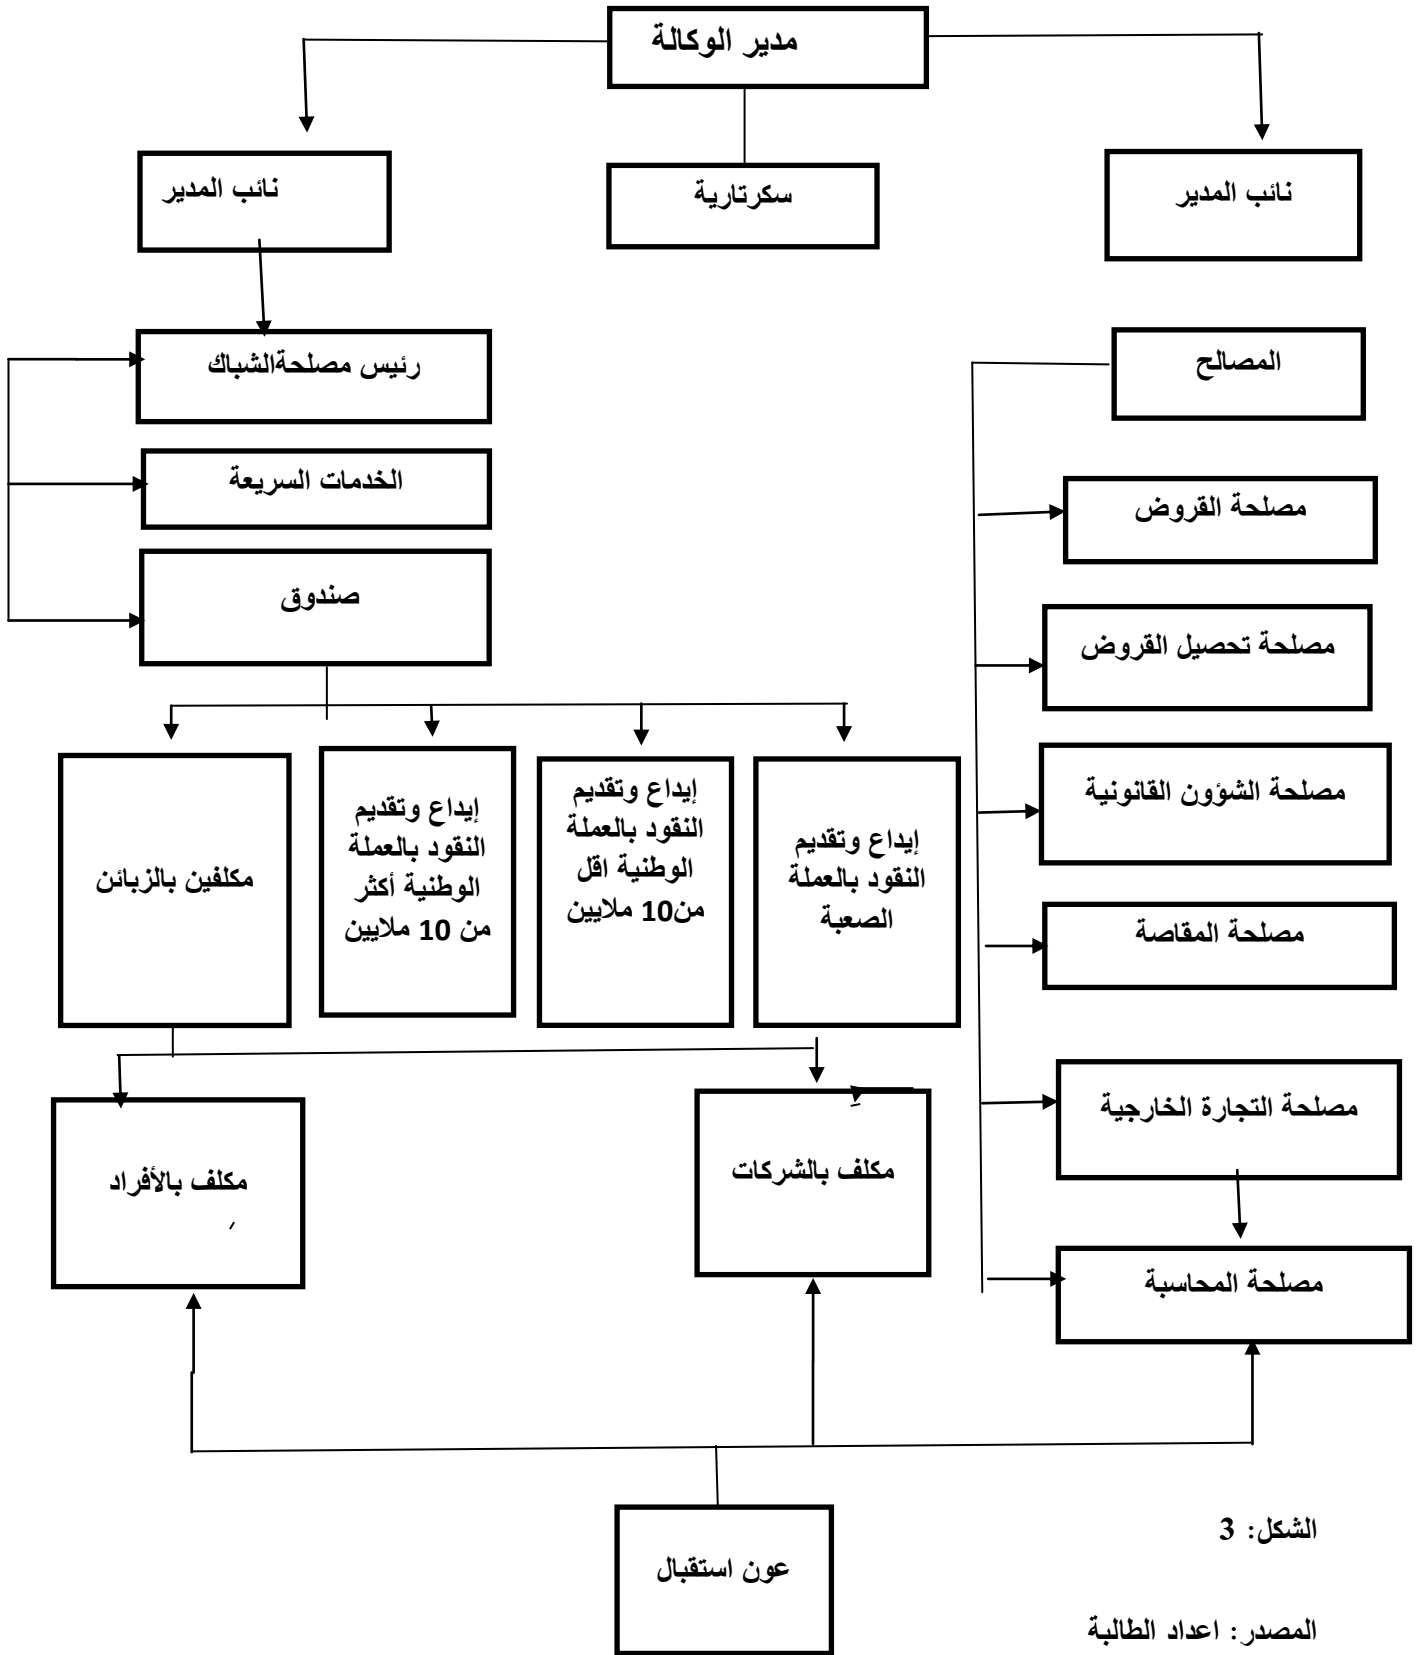 مدير الوكالة
نائب المدير
سكرتارية
نائب المدير
المصالح
رئيس مصلحةالشباك
الخدمات السريعة
مصلحة القروض
صندوق
مصلحة تحصيل القروض
مصلحة الشؤون القانونية
إيداع وتقديم
النقود بالعملة
الصعبة
إيداع وتقديم
النقود بالعملة
الوطنية اقل
من10 ملايين
إيداع وتقديم
النقود بالعملة
الوطنية أكثر
من 10 ملايين
مكلفين بالزبائن
مصلحة المقاصة
مصلحة التجارة الخارجية
مكلف بالشركات
مكلف بالأفراد
مصلحة المحاسبة
عون استقبال
الشكل: 3
المصدر: اعداد الطالبة